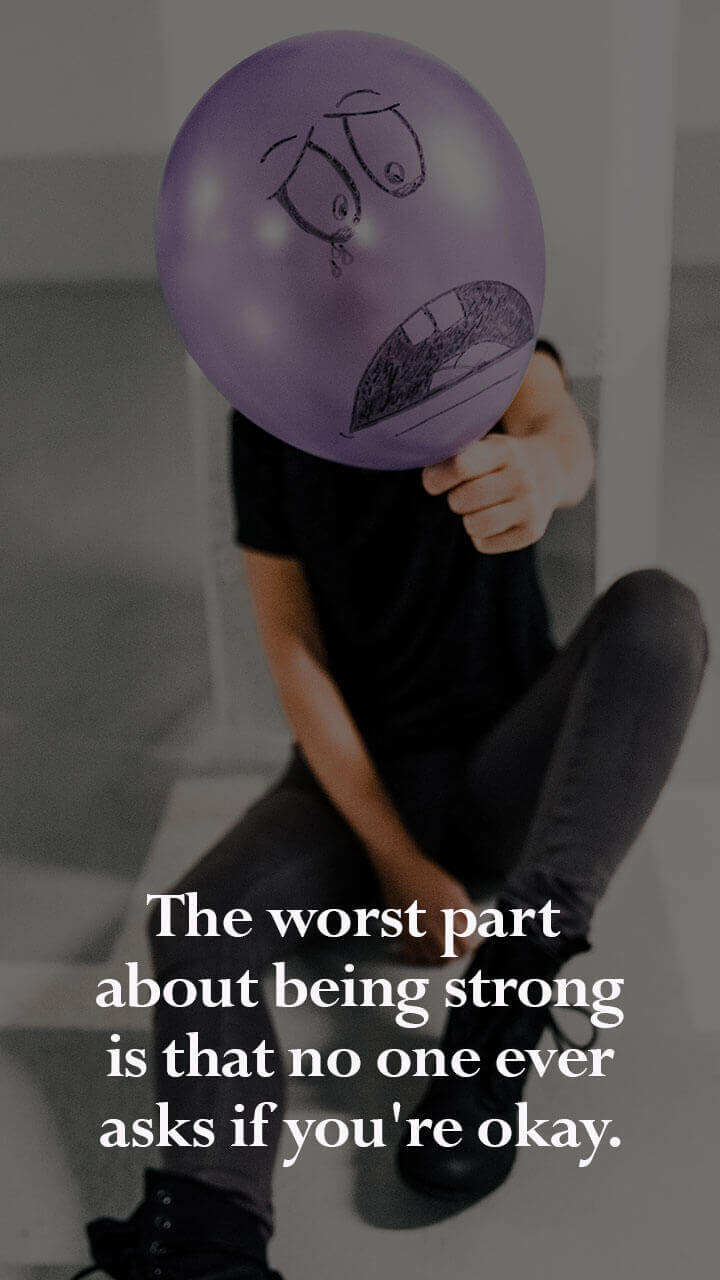 The worst part
about being strong
is that no one ever
asks if you're okay.